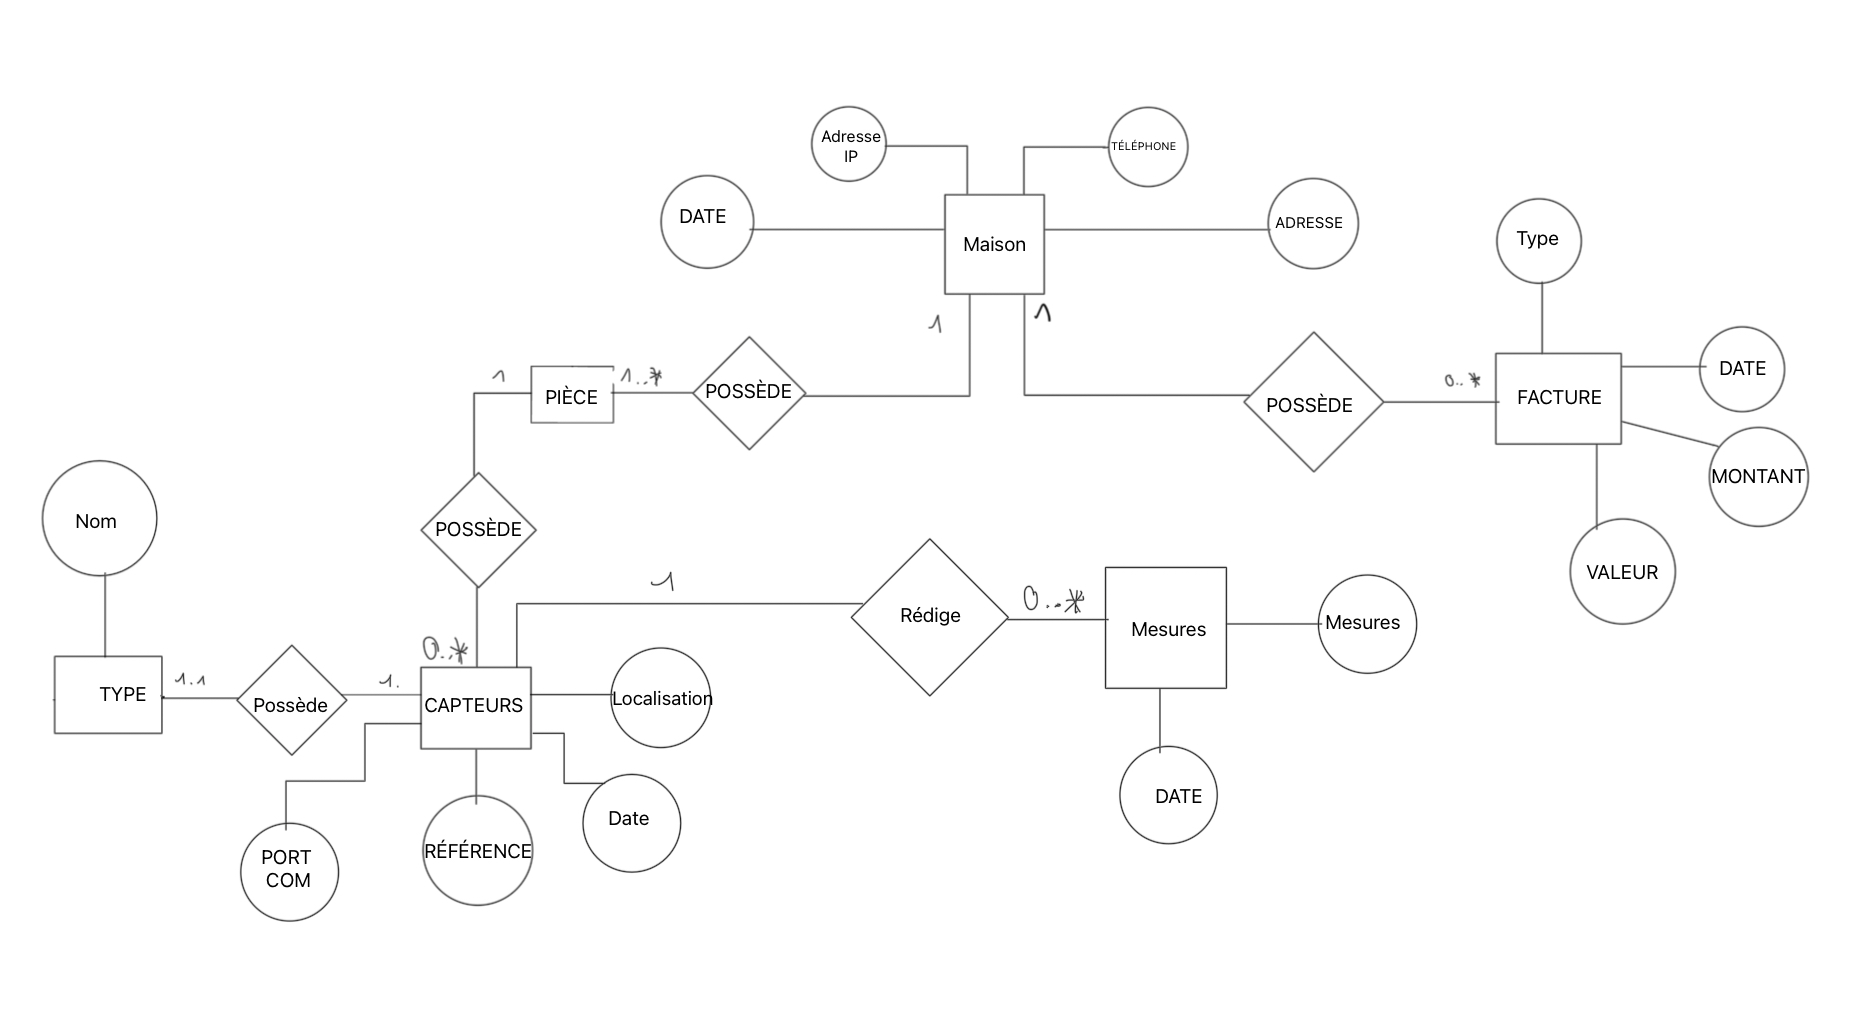 Adresse
IP
TÉLÉPHONE
DATE
ADRESSE
Maison
Type
1
1
DATE
1
1..*
PIÈCE
POSSÈDE
POSSÈDE
0..*
FACTURE
MONTANT
Nom
POSSÈDE
VALEUR
1
0..*
Rédige
Mesures
Mesures
0..*
TYPE
1.1
Possède
1.
CAPTEURS
Localisation
DATE
Date
RÉFÉRENCE
PORT
COM